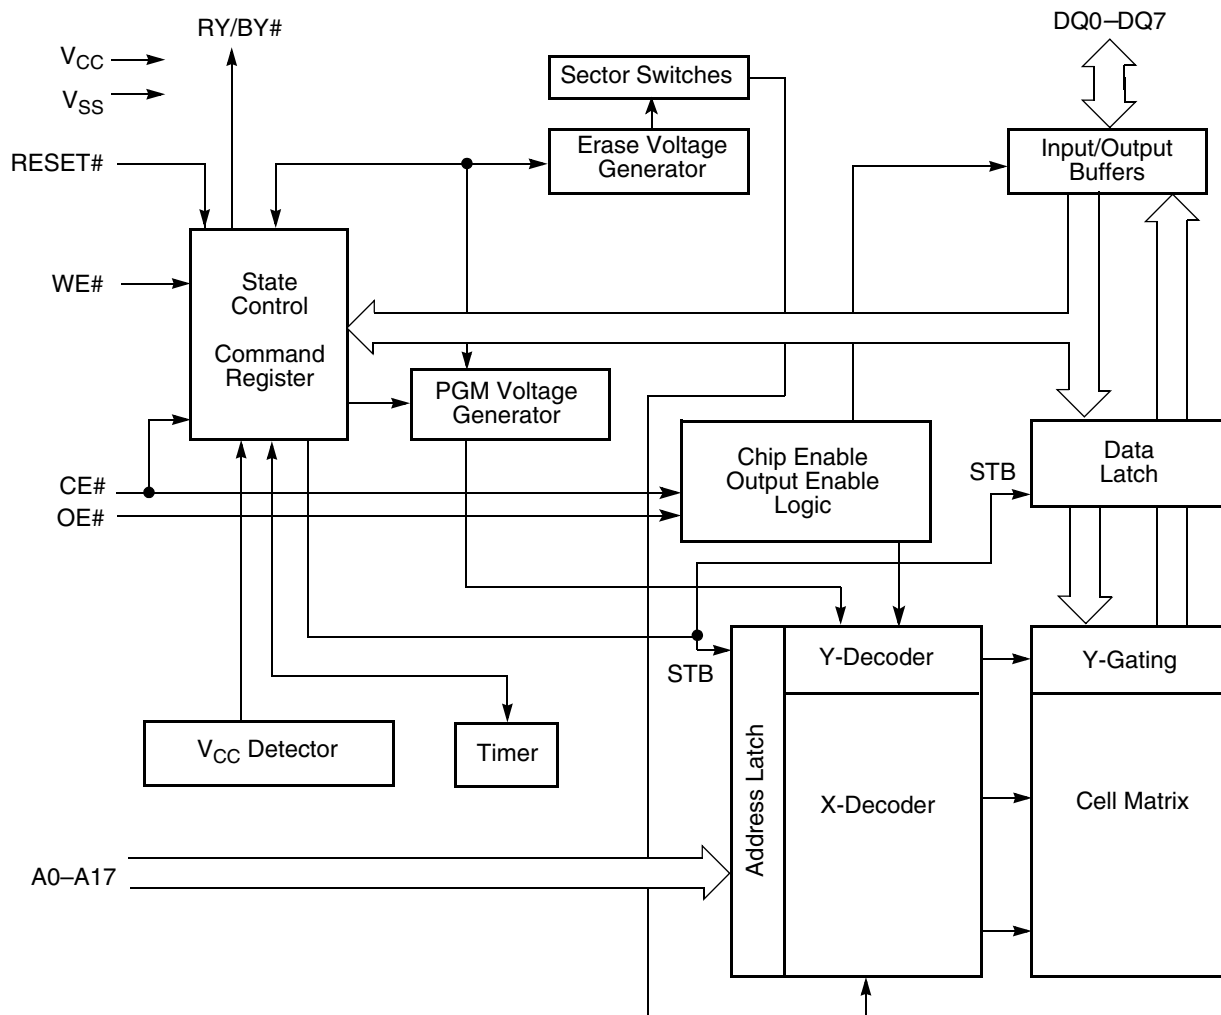 RY/BY#
DQ0–DQ7
VCC
VSS
Sector Switches
RESET#
Erase Voltage
Generator
Input/Output
Buffers
WE#
State
Control
Command
Register
PGM Voltage
Generator
CE#
OE#
Chip Enable
Output Enable
Logic
STB
Data
Latch
STB
Y-Decoder
Y-Gating
VCC Detector
Timer
Address Latch
X-Decoder
Cell Matrix
A0–A17